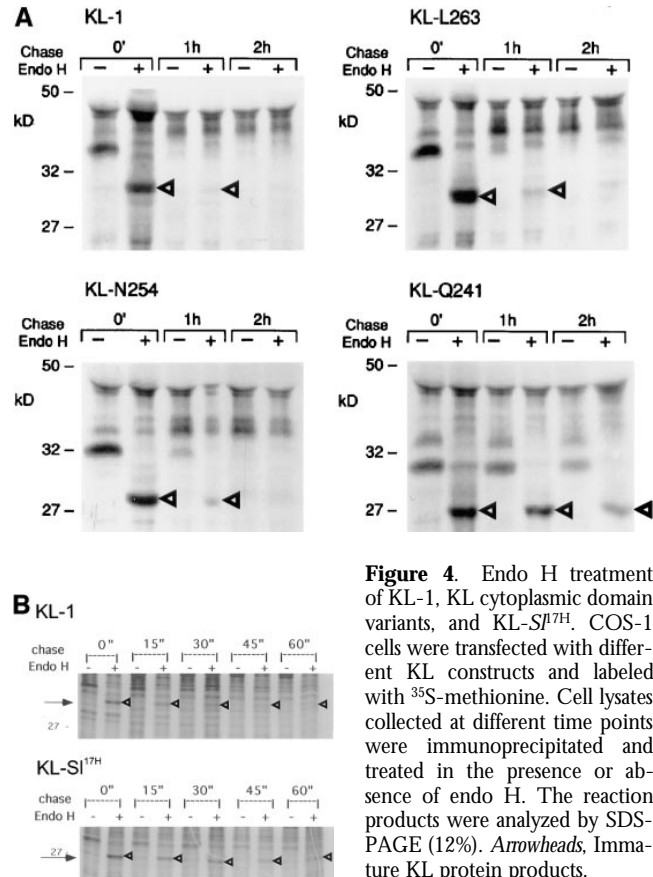 A
KL-1
KL-L263
Chase 0' 1h 2h
Endo H − + − + − +
50 −
kD
32 −
27 −
Chase 0' 1h 2h
Endo H − + − + − +
50 −
kD
32 −
27 −
KL-N254
KL-Q241
Chase 0' 1h 2h
Endo H − + − + − +
50 −
kD
32 −
27 −
Chase 0' 1h 2h
Endo H − + − + − +
50 −
kD
32 −
27 −
B KL-1
chase 0" 15" 30" 45" 60"
Endo H - + - + - + - + - +
27 -
KL-Sl17H
chase 0" 15" 30" 45" 60"
Endo H - + - + - + - + - +
27 -
Figure 4. Endo H treatment
of KL-1, KL cytoplasmic domain
variants, and KL-Sl17H. COS-1
cells were transfected with differ-
ent KL constructs and labeled
with 35S-methionine. Cell lysates
collected at different time points
were immunoprecipitated and
treated in the presence or ab-
sence of endo H. The reaction
products were analyzed by SDS-
PAGE (12%). Arrowheads, Imma-
ture KL protein products.